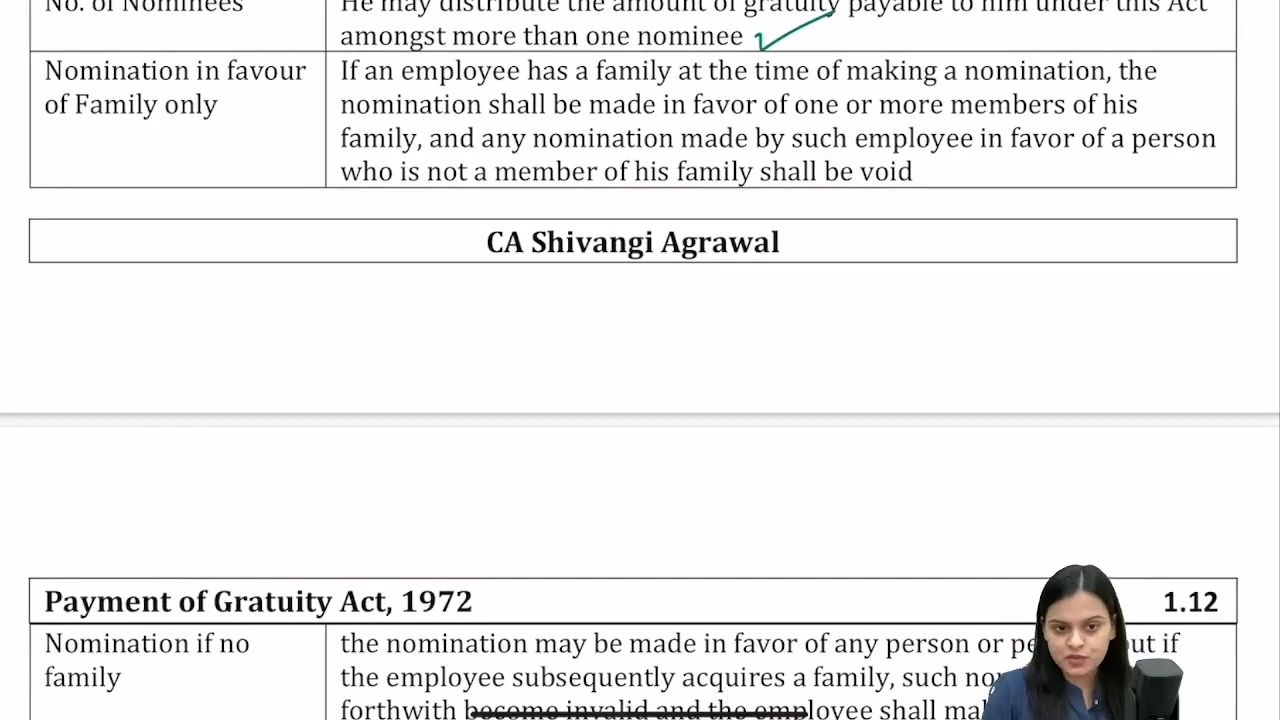 No. of Nominees
He may distribute the amount of gratuity payable to him under this Act
amongst more than one nominee
Nomination in favour
of Family only
If an employee has a family at the time of making a nomination, the
nomination shall be made in favor of one or more members of his
family, and any nomination made by such employee in favor of a person
who is not a member of his family shall be void
CA Shivangi Agrawal
Payment of Gratuity Act, 1972 1.12
Nomination if no
family
the nomination may be made in favor of any person or if
the employee subsequently acquires a family, such
forthwith become invalid and the employee shall